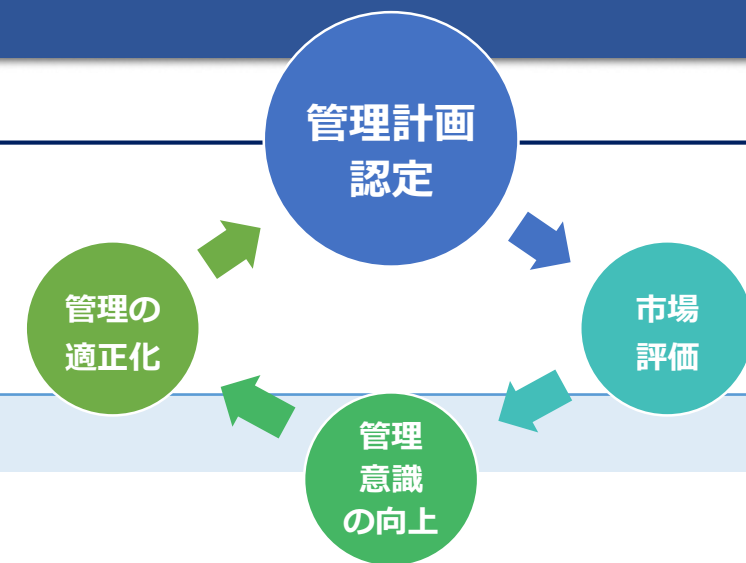 管理計画
認定
市場
評価
管理
意識
の向上
管理の
適正化